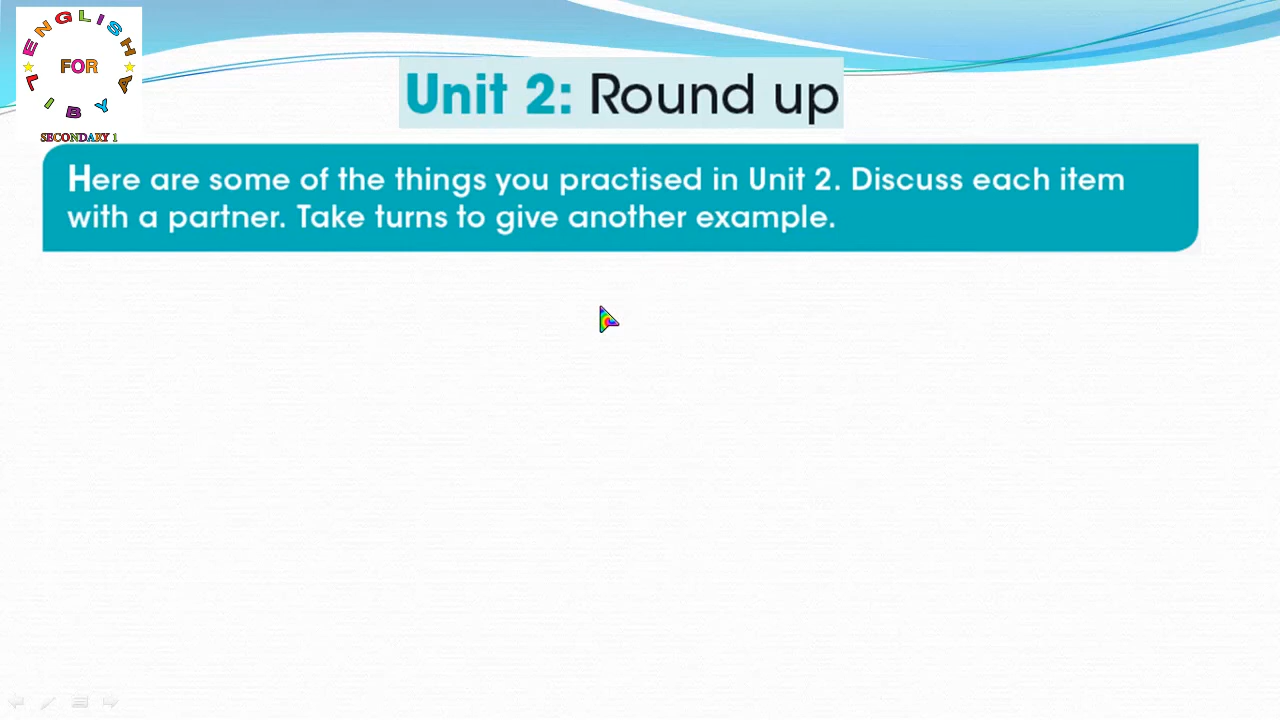 ENGLISH
FOR
LIBYA
SECONDARY 1
Unit 2: Round up
Here are some of the things you practised in Unit 2. Discuss each item
with a partner. Take turns to give another example.